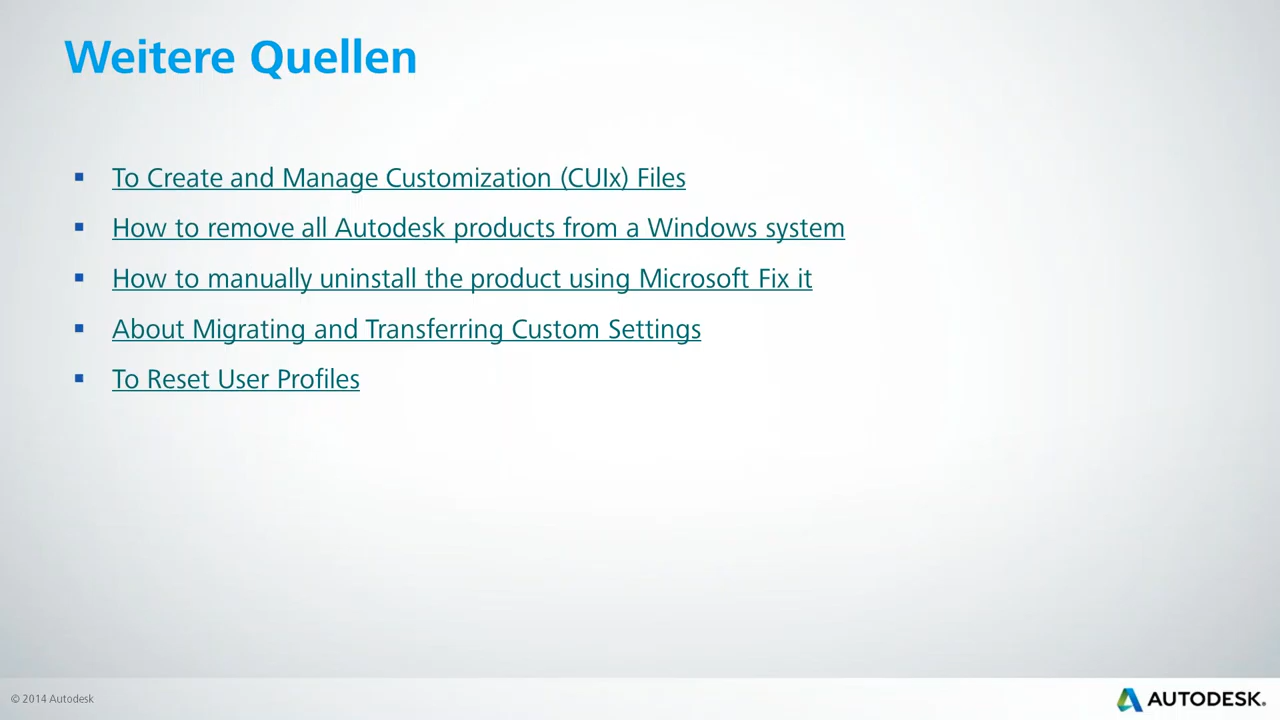 Weitere Quellen
To Create and Manage Customization (CUIx) Files
How to remove all Autodesk products from a Windows system
How to manually uninstall the product using Microsoft Fix it
About Migrating and Transferring Custom Settings
To Reset User Profiles
© 2014 Autodesk
AUTODESK.